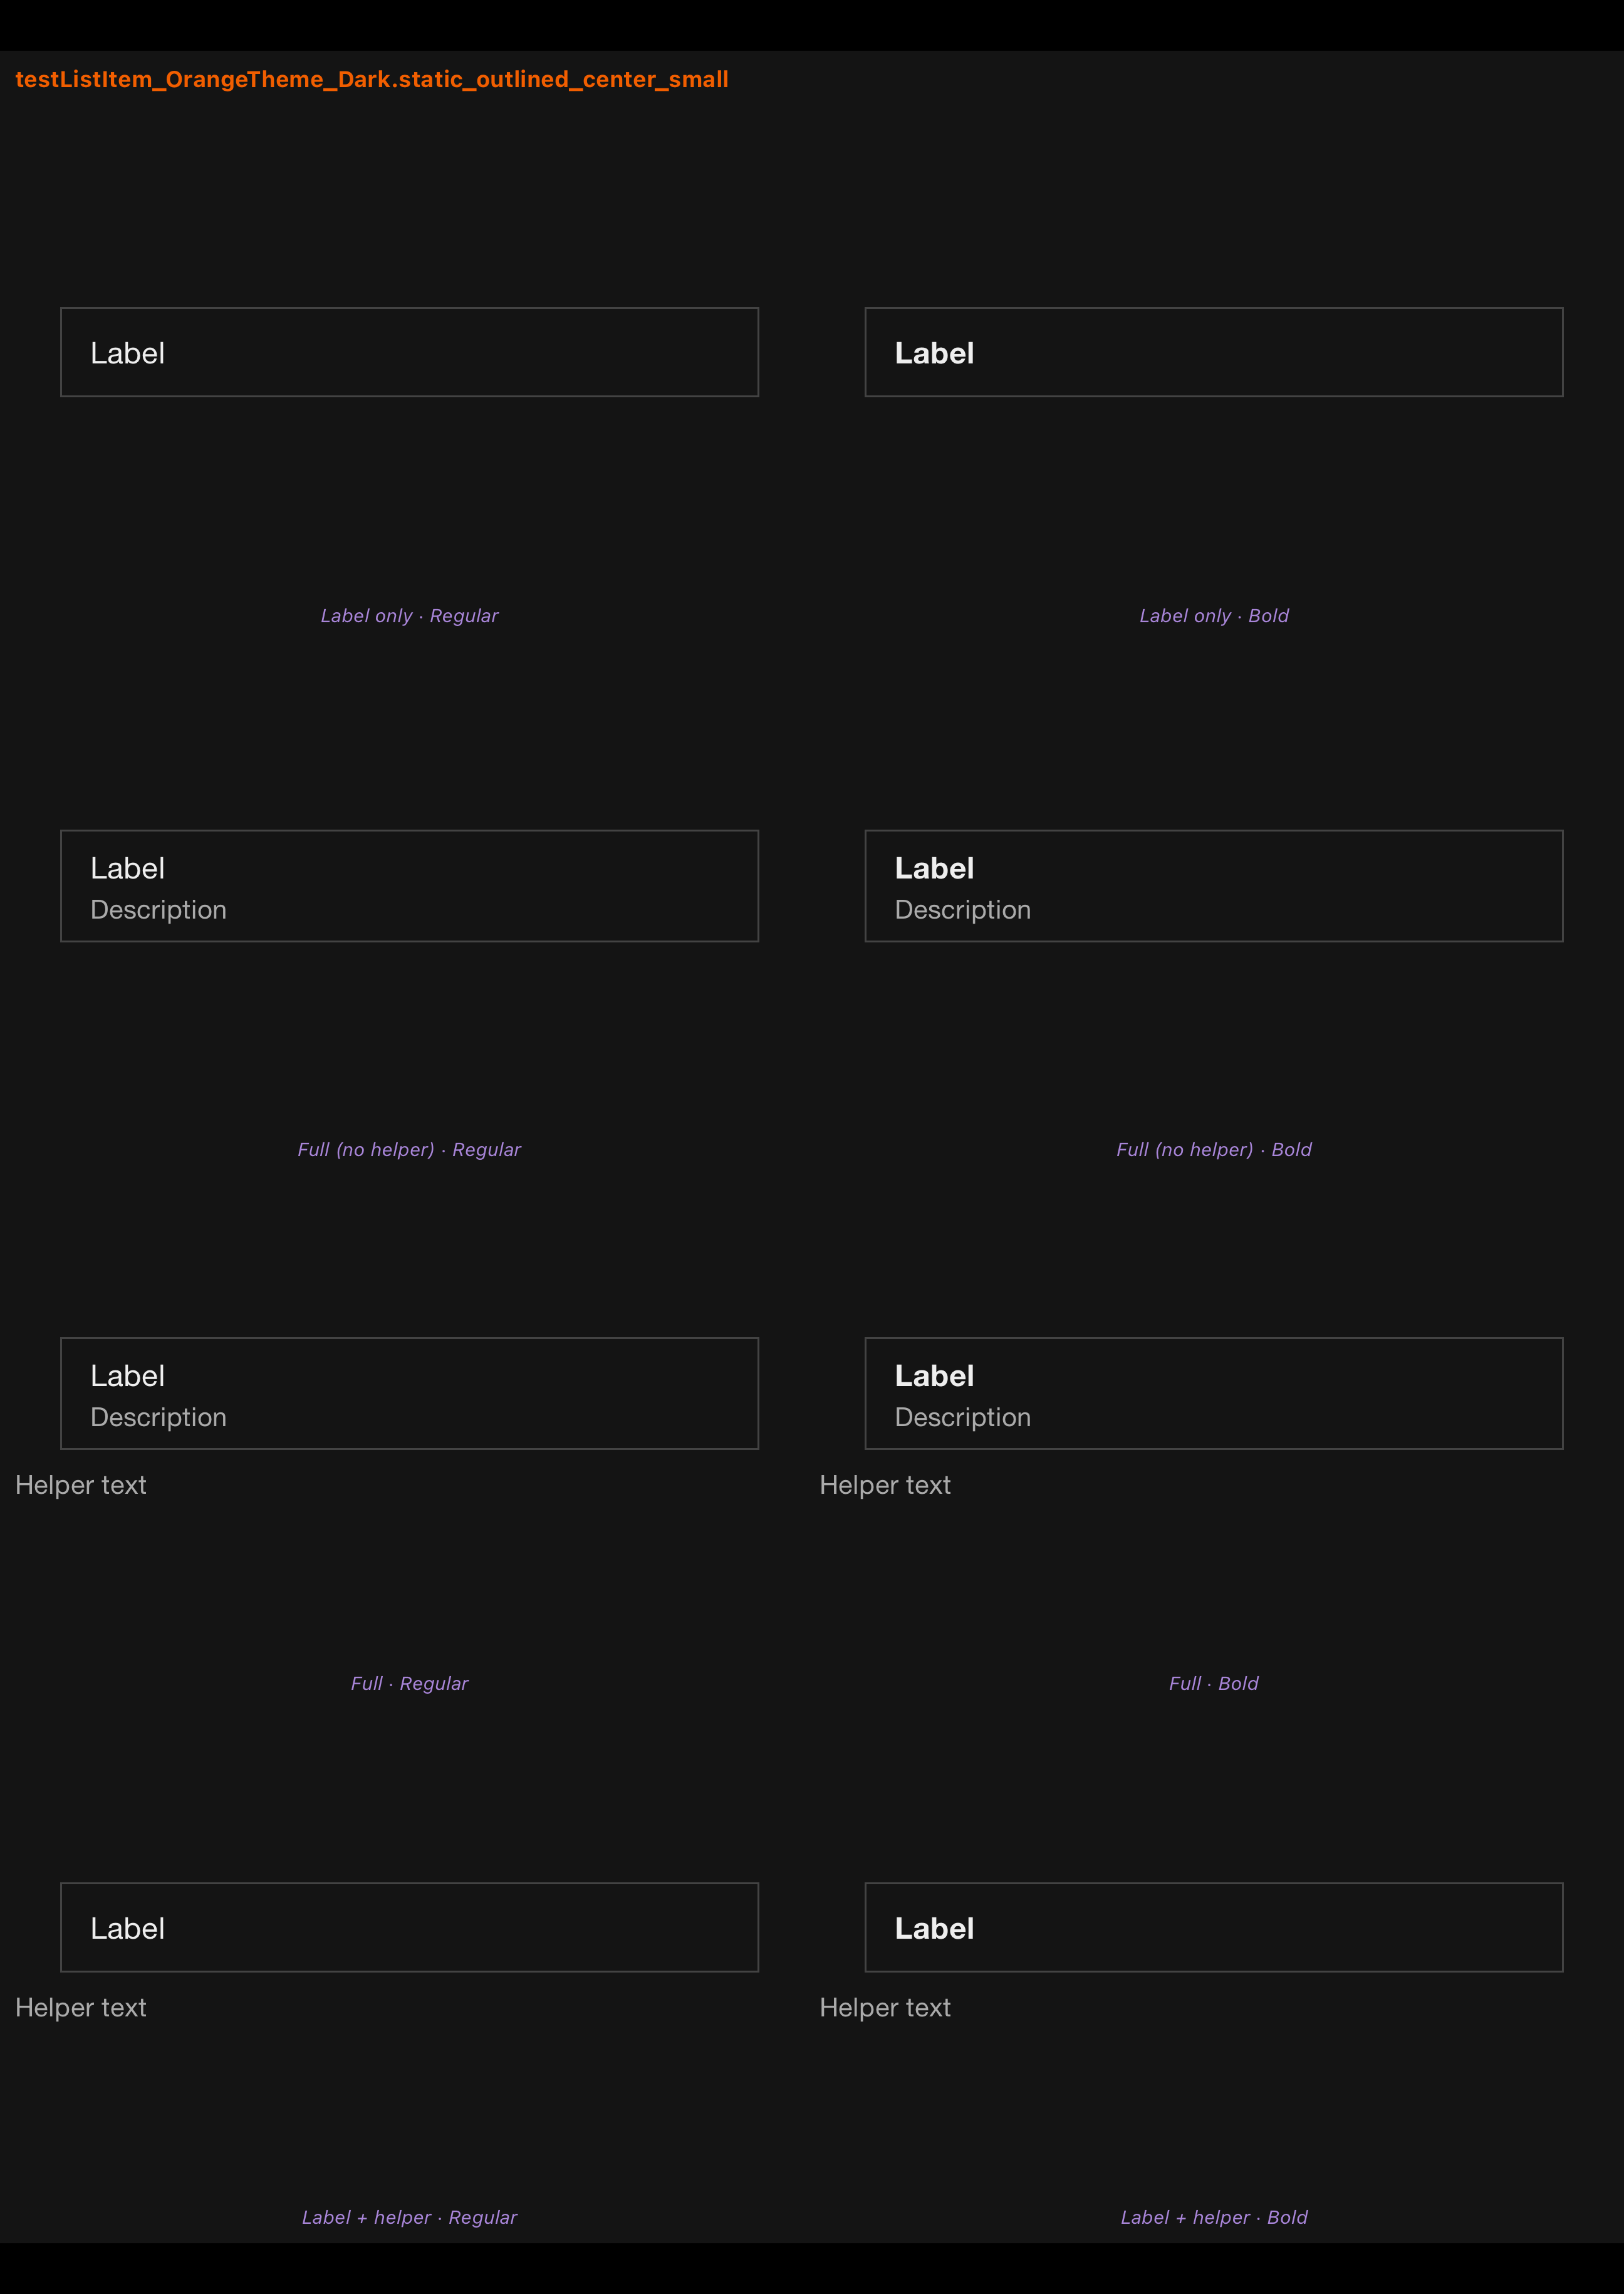 testListItem_OrangeTheme_Dark.static_outlined_center_small
Label
Label
Label only · Regular
Label only · Bold
Label
Description
Label
Description
Full (no helper) · Regular
Full (no helper) · Bold
Label
Description
Helper text
Label
Description
Helper text
Full · Regular
Full · Bold
Label
Helper text
Label
Helper text
Label + helper · Regular
Label + helper · Bold